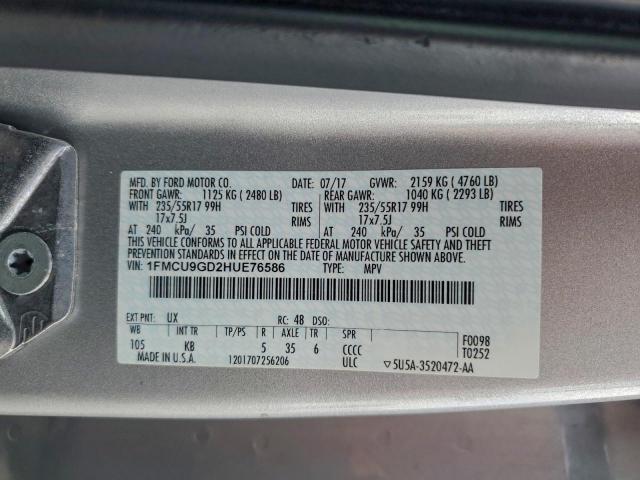 MFD. BY FORD MOTOR CO. DATE: 07/17 GVWR: 2159 KG ( 4760 LB)
FRONT GAWR: 1125 KG ( 2480 LB) REAR GAWR: 1040 KG ( 2293 LB)
WITH 235/55R17 99H TIRES WITH 235/55R17 99H TIRES
17x7.5J RIMS 17x7.5J RIMS
AT 240 kPa/ 35 PSI COLD AT 240 kPa/ 35 PSI COLD
THIS VEHICLE CONFORMS TO ALL APPLICABLE FEDERAL MOTOR VEHICLE SAFETY AND THEFT
PREVENTION STANDARDS IN EFFECT ON THE DATE OF MANUFACTURE SHOWN ABOVE.
VIN: 1FMCU9GD2HUE76586 TYPE: MPV
EXT PNT: UX RC: 48 DSO:
WB INT TR TP/PS R AXLE TR SPR F0098
105 KB 5 35 6 CCCC T0252
MADE IN U.S.A. 1201707256206 ULC ▽5U5A-3520472-AA